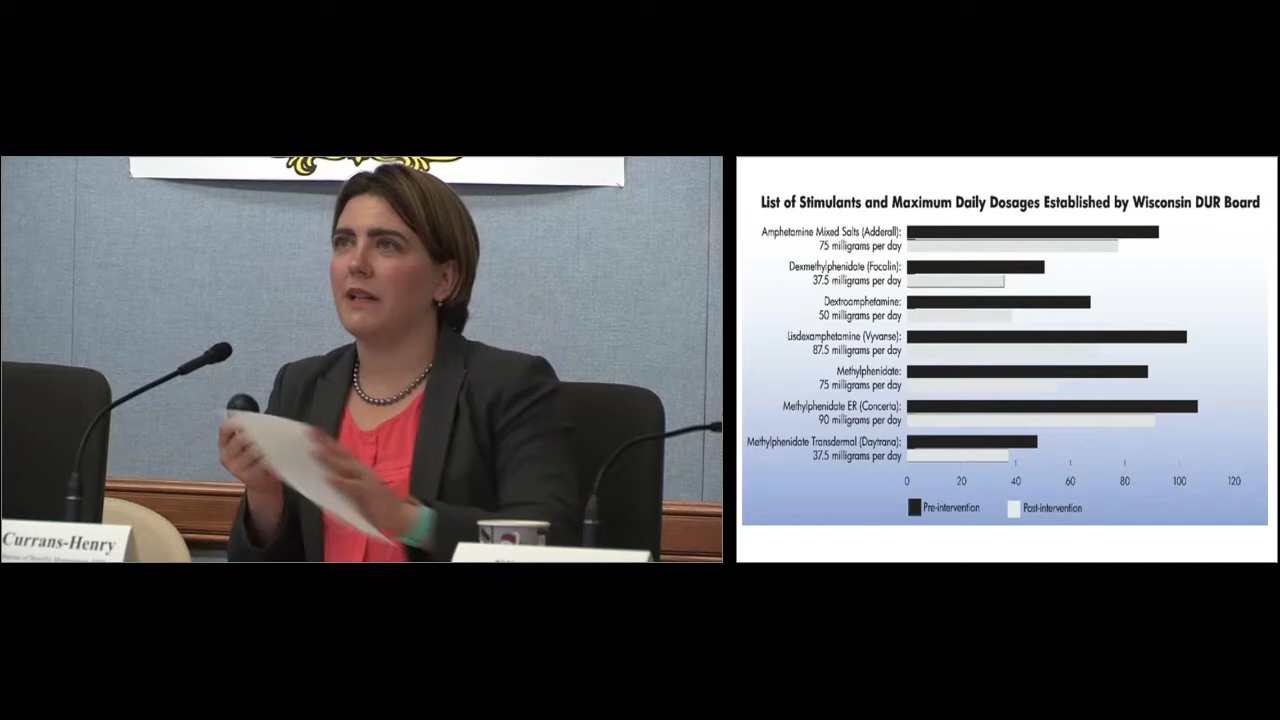 Currans-Henry
List of Stimulants and Maximum Daily Dosages Established by Wisconsin DUR Board
Amphetamine Mixed Salts (Adderall):
75 milligrams per day
Dexmethylphenidate (Focalin):
37.5 milligrams per day
Dextroamphetamine:
50 milligrams per day
Lisdexamphetamine (Vyvanse):
87.5 milligrams per day
Methylphenidate:
75 milligrams per day
Methylphenidate ER (Concerta):
90 milligrams per day
Methylphenidate Transdermal (Daytrana):
37.5 milligrams per day
0 20 40 60 80 100 120
Pre-intervention Post-intervention